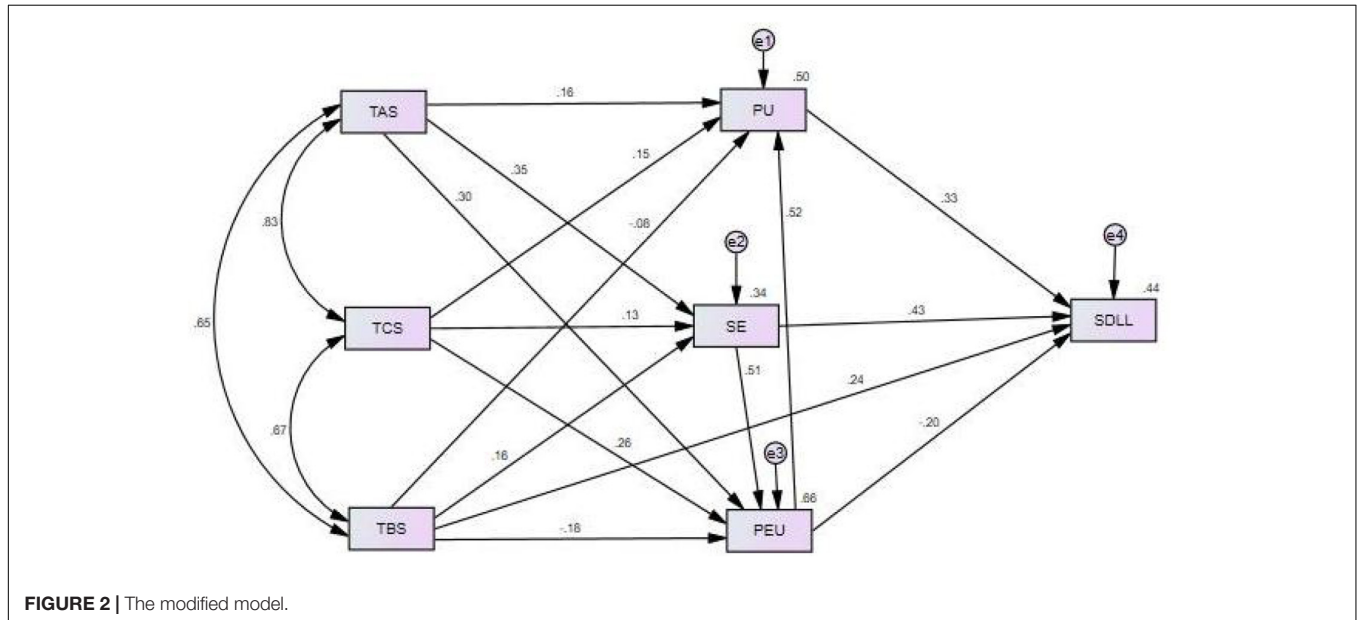 e1
.50
TAS
.16
PU
.15
.35
.33
.30
-.08
.52
.83
e2
e4
.34
.44
TCS
.13
SE
.43
SDLL
.65
.51
.24
.67
.26
-.20
.16
e3
.66
TBS
-.18
PEU
FIGURE 2 | The modified model.